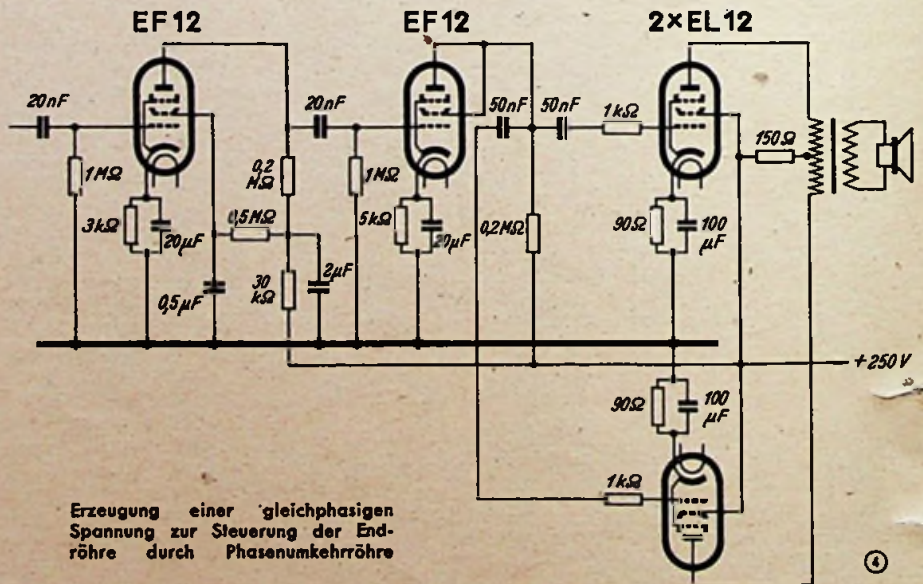 EF12 EF12 2×EL12
20nF
1MΩ
3kΩ
20µF
0,5µF
0,5MΩ
0,2
MΩ
30
kΩ
2µF
20nF
1MΩ
5kΩ
20µF
50nF
50nF
0,2MΩ
1kΩ
90Ω
100
µF
150Ω
+250V
90Ω
100
µF
1kΩ
Erzeugung einer gleichphasigen
Spannung zur Steuerung der End-
röhre durch Phasenumkehrröhre
4